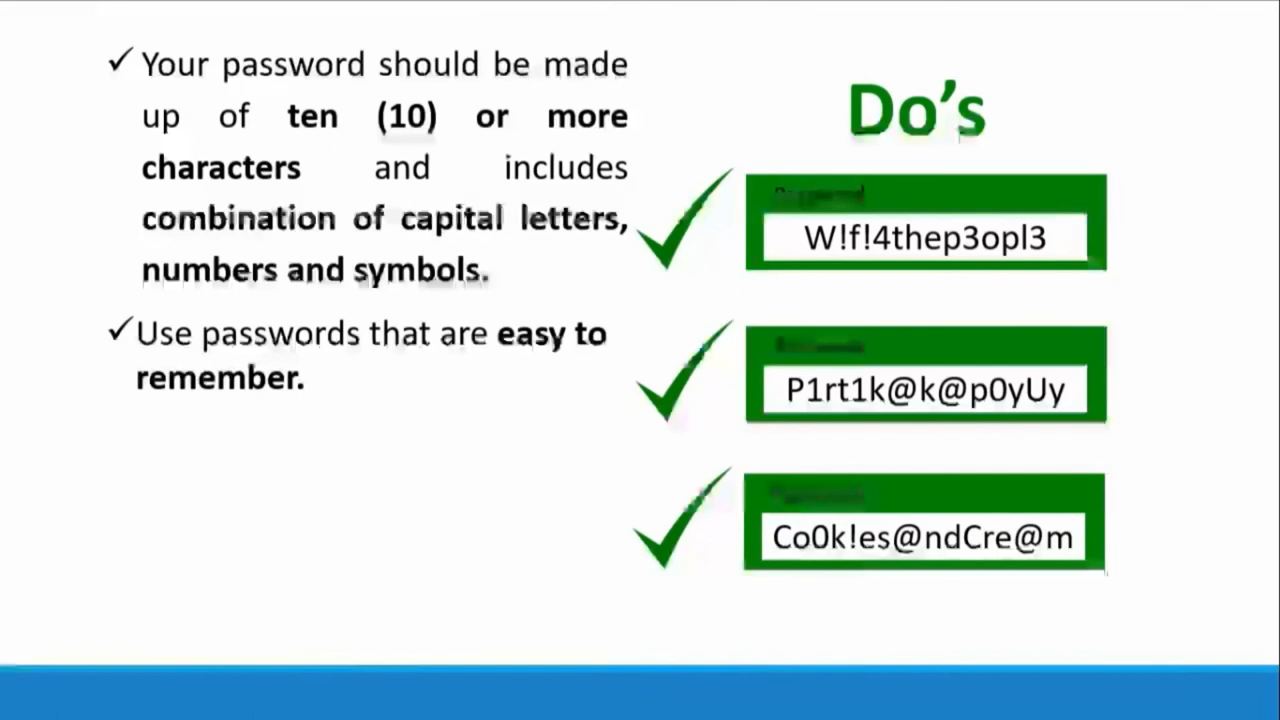 Your password should be made
up of ten (10) or more
characters and includes
combination of capital letters,
numbers and symbols.
Use passwords that are easy to
remember.
Do's
W!f!4thep3opl3
P1rt1k@k@p0yUy
Co0k!es@ndCre@m